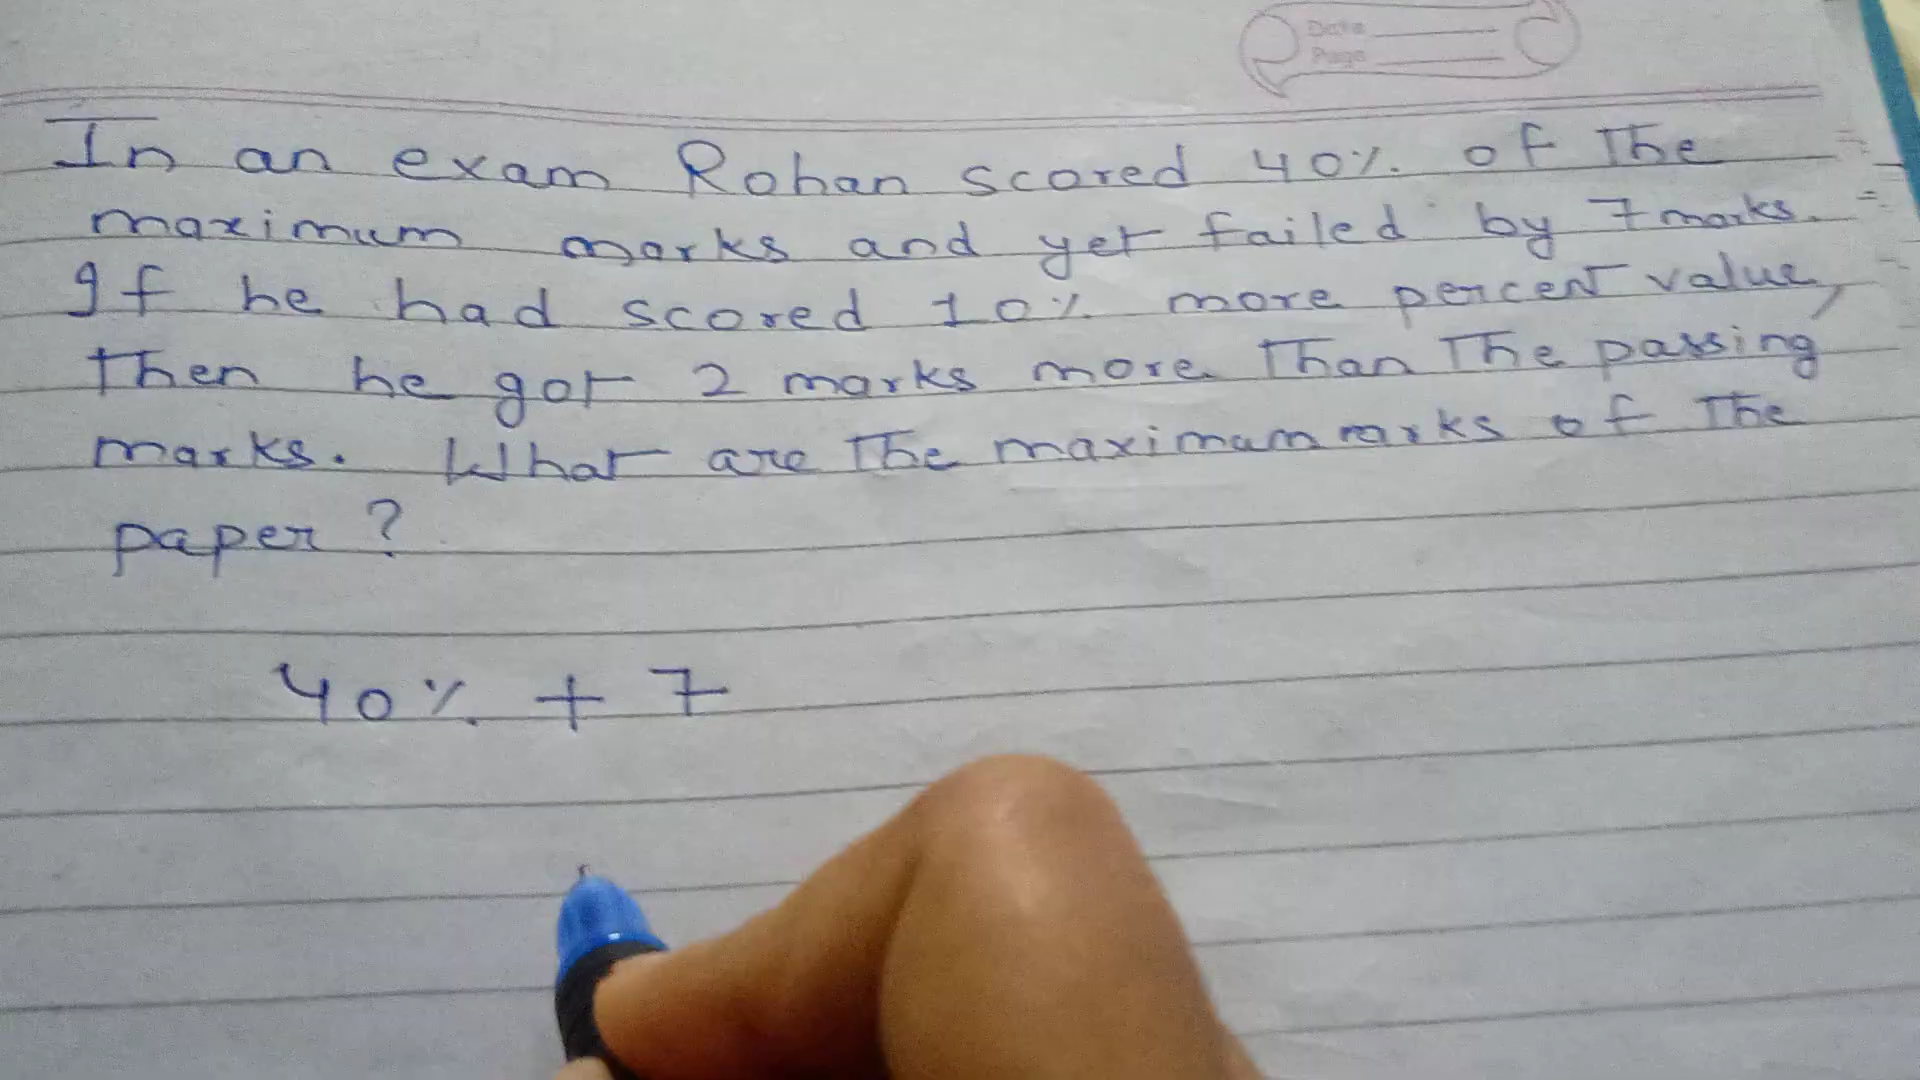 Date
Page
In an exam Rohan scored 40% of the
maximum marks and yet failed by 7 marks.
If he had scored 10% more percent value,
then he got 2 marks more than the passing
marks. What are the maximum marks of the
paper?
40% + 7